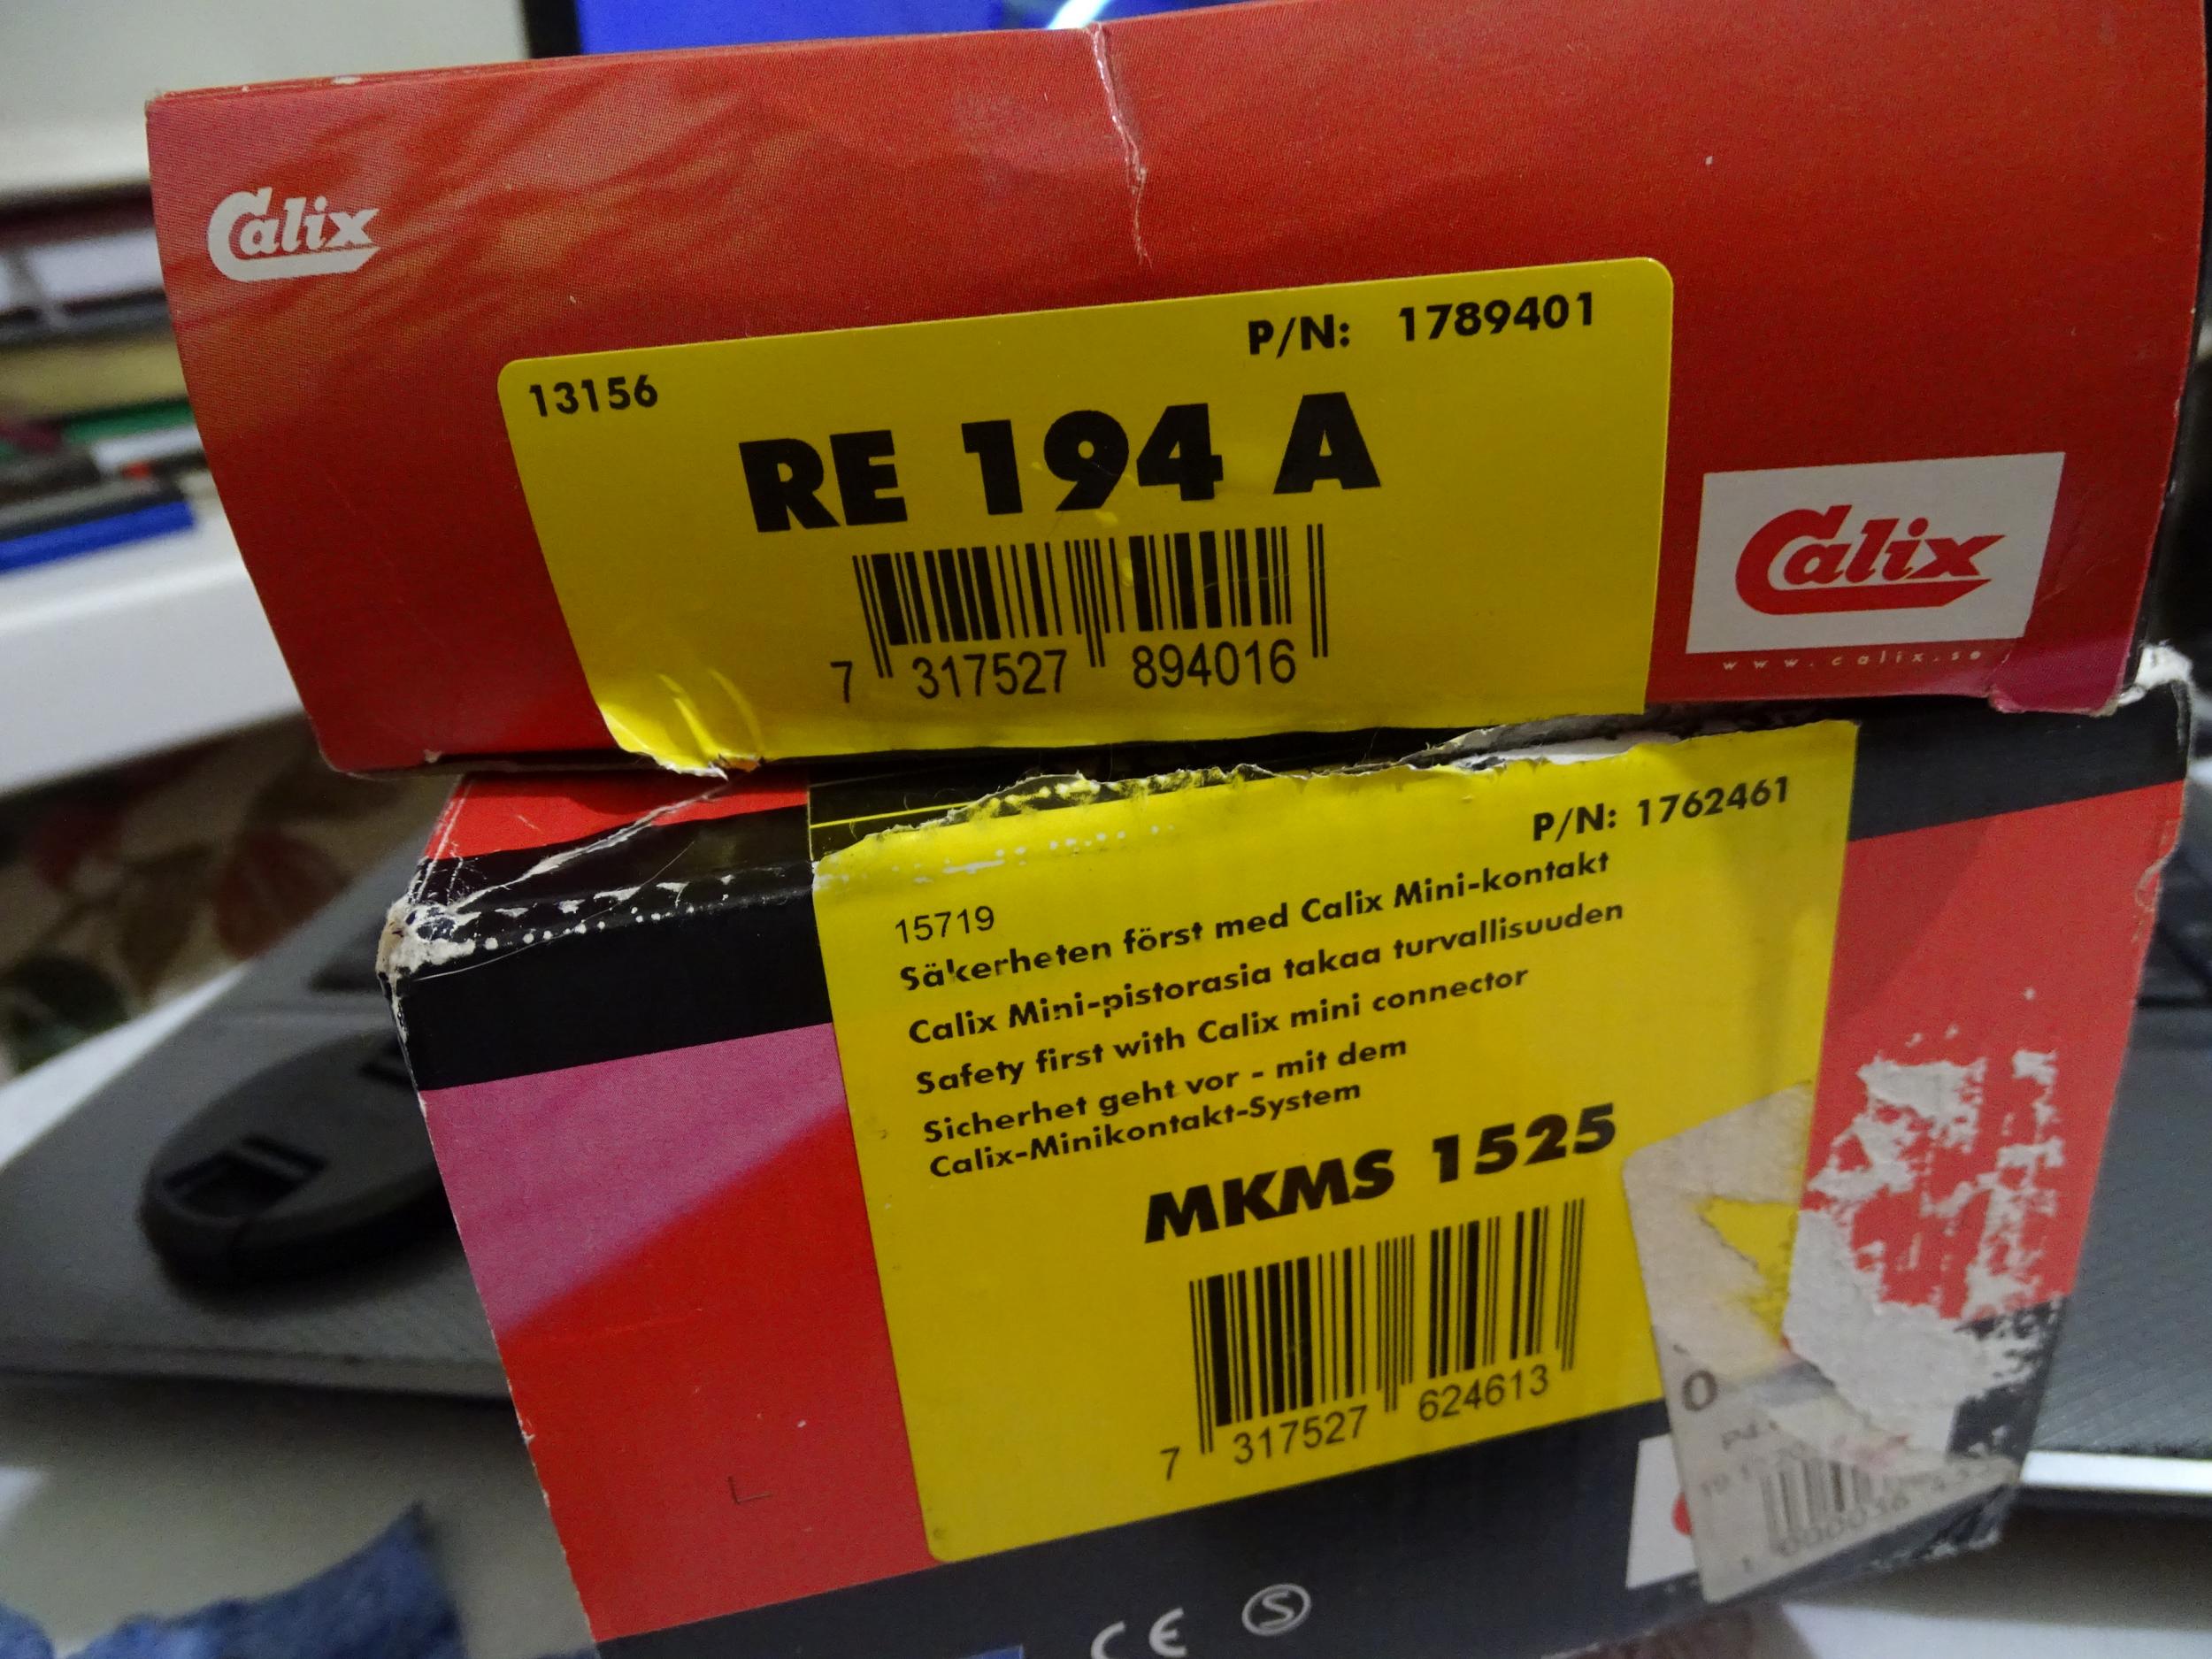 Calix
P/N: 1789401
13156
RE 194 A
7 317527 894016
Calix
www.calix.se
P/N: 1762461
15719
Säkerheten först med Calix Mini-kontakt
Calix Mini-pistorasia takaa turvallisuuden
Safety first with Calix mini connector
Sicherhet geht vor - mit dem
Calix-Minikontakt-System
MKMS 1525
7 317527 624613
CE S